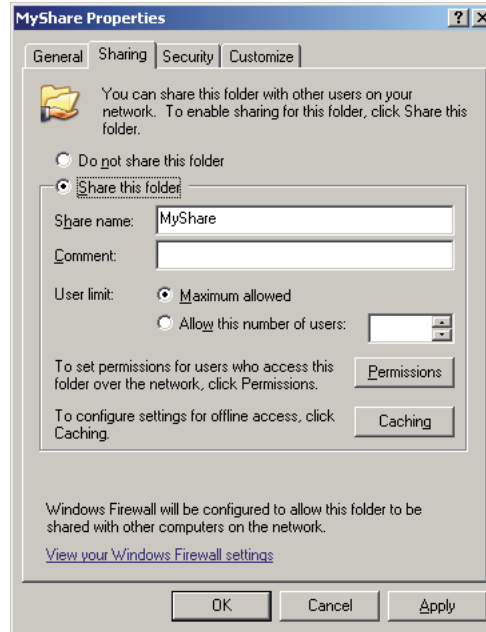 MyShare Properties
General Sharing Security Customize
You can share this folder with other users on your
network. To enable sharing for this folder, click Share this
folder.
Do not share this folder
Share this folder
Share name: MyShare
Comment:
User limit: Maximum allowed
Allow this number of users:
To set permissions for users who access this
folder over the network, click Permissions.
Permissions
To configure settings for offline access, click
Caching.
Caching
Windows Firewall will be configured to allow this folder to be
shared with other computers on the network.
View your Windows Firewall settings
OK Cancel Apply